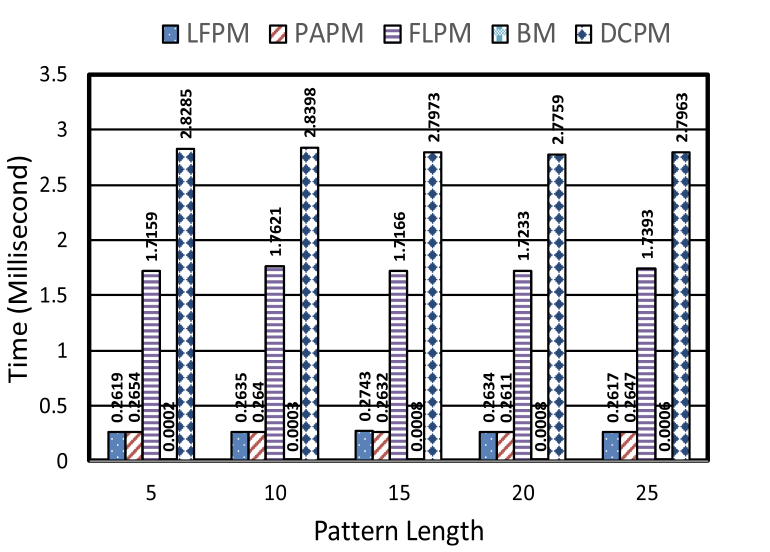 LFPM PAPM FLPM BM DCPM
3.5
3
2.5
2
1.5
1
0.5
0
Time (Millisecond)
0.2619 0.2654 1.7159 0.0002 2.8285
0.2635 0.264 1.7621 0.0003 2.8398
0.2743 0.2632 1.7166 0.0008 2.7973
0.2634 0.2611 1.7233 0.0008 2.7759
0.2617 0.2647 1.7393 0.0006 2.7963
5 10 15 20 25
Pattern Length